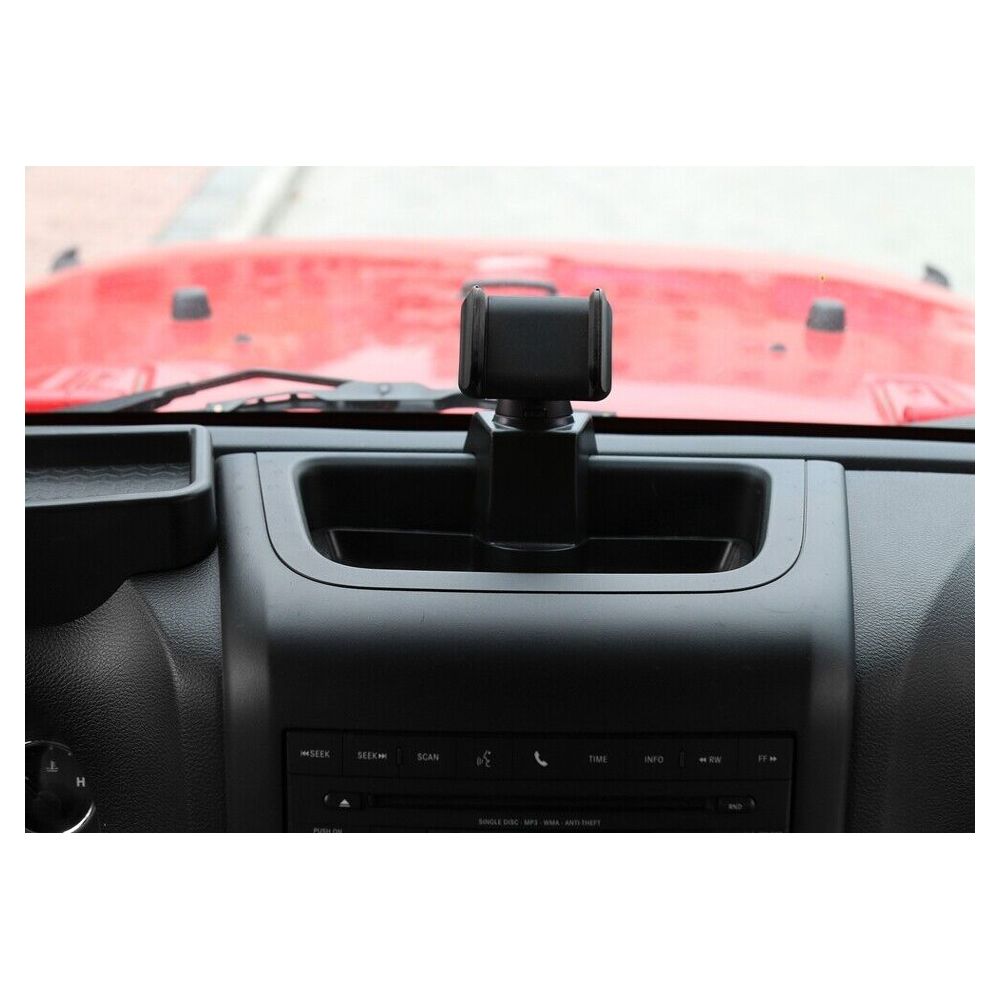 ⏮SEEK SEEK⏭ SCAN TIME INFO ◀◀RW FF▶▶
RND
SINGLE DISC · MP3 · WMA · ANTI-THEFT
PUSH ON
H